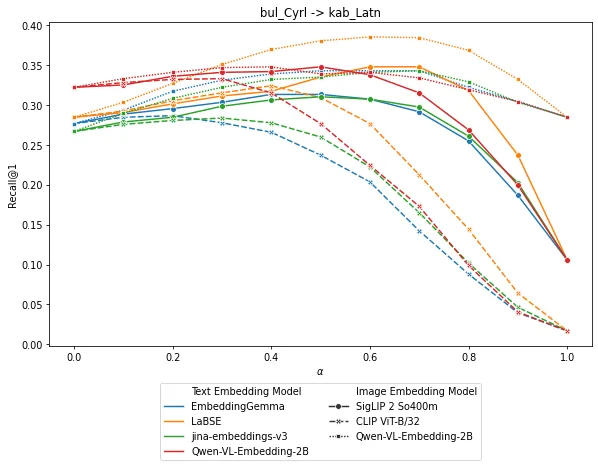 bul_Cyrl -> kab_Latn
0.40
0.35
0.30
0.25
0.20
0.15
0.10
0.05
0.00
Recall@1
0.0 0.2 0.4 0.6 0.8 1.0
α
Text Embedding Model
EmbeddingGemma
LaBSE
jina-embeddings-v3
Qwen-VL-Embedding-2B
Image Embedding Model
SigLIP 2 So400m
CLIP ViT-B/32
Qwen-VL-Embedding-2B